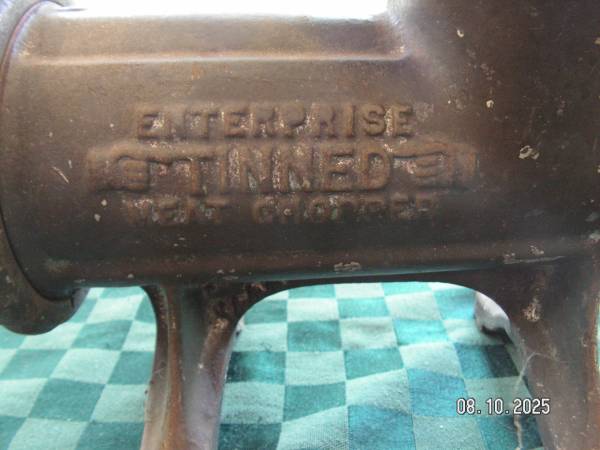 ENTERPRISE
TINNED
MEAT CHOPPER
08.10.2025